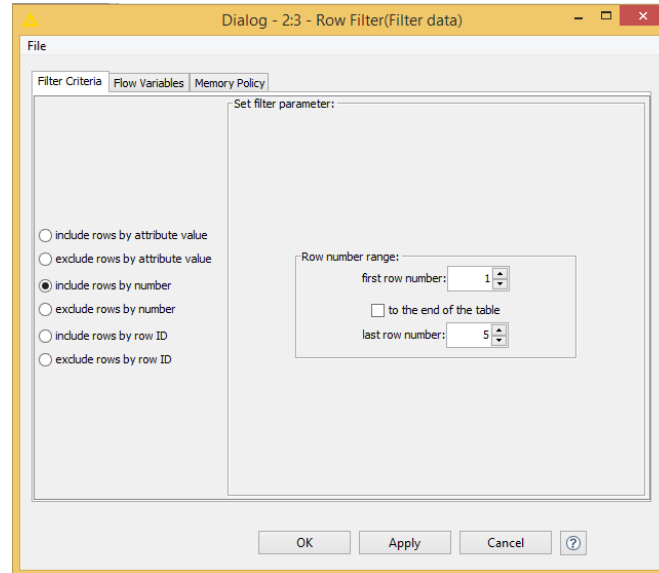 Dialog - 2:3 - Row Filter(Filter data)
File
Filter Criteria Flow Variables Memory Policy
Set filter parameter:
include rows by attribute value
exclude rows by attribute value
include rows by number
exclude rows by number
include rows by row ID
exclude rows by row ID
Row number range:
first row number: 1
to the end of the table
last row number: 5
OK Apply Cancel ?